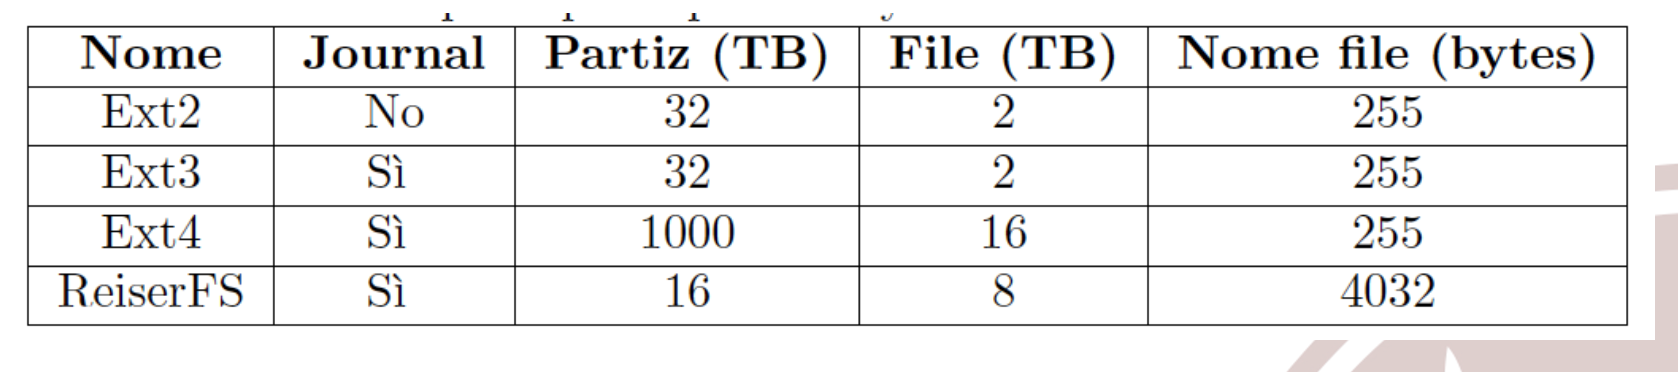 Nome Journal Partiz (TB) File (TB) Nome file (bytes)
Ext2 No 32 2 255
Ext3 Sì 32 2 255
Ext4 Sì 1000 16 255
ReiserFS Sì 16 8 4032